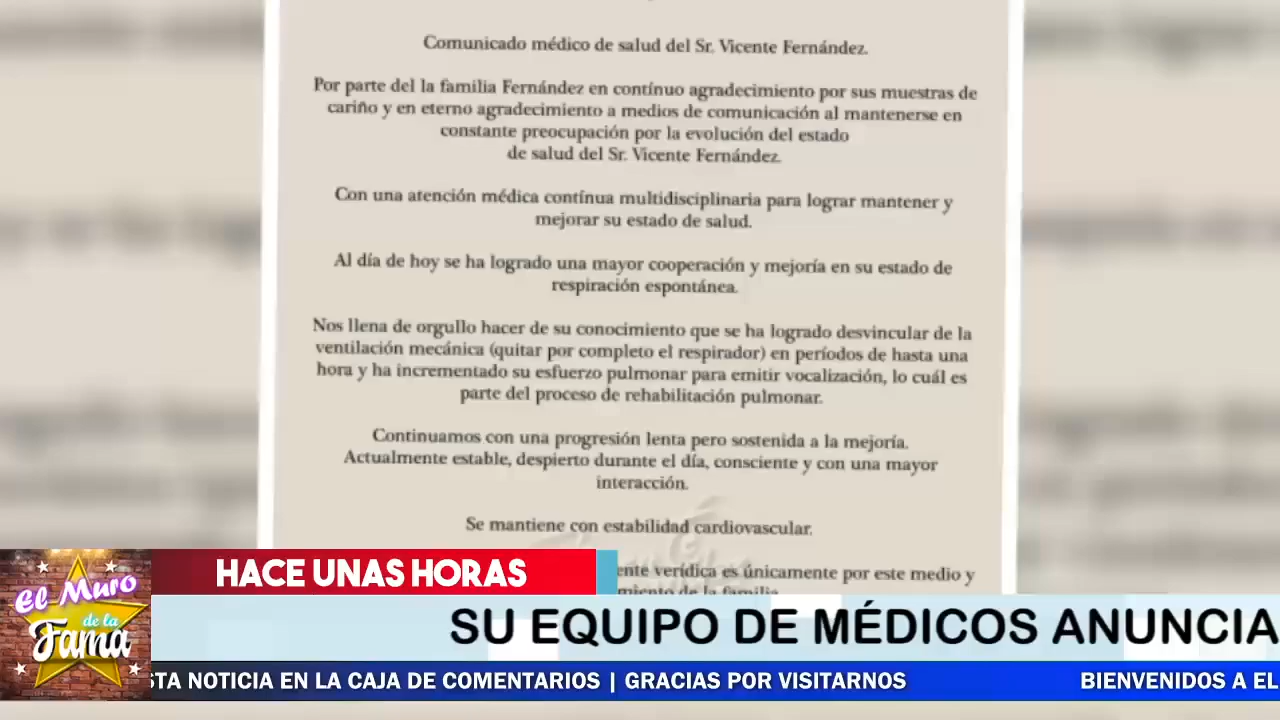 Comunicado médico de salud del Sr. Vicente Fernández.
Por parte del la familia Fernández en contínuo agradecimiento por sus muestras de
cariño y en eterno agradecimiento a medios de comunicación al mantenerse en
constante preocupación por la evolución del estado
de salud del Sr. Vicente Fernández.
Con una atención médica contínua multidisciplinaria para lograr mantener y
mejorar su estado de salud.
Al día de hoy se ha logrado una mayor cooperación y mejoría en su estado de
respiración espontánea.
Nos llena de orgullo hacer de su conocimiento que se ha logrado desvincular de la
ventilación mecánica (quitar por completo el respirador) en períodos de hasta una
hora y ha incrementado su esfuerzo pulmonar para emitir vocalización, lo cuál es
parte del proceso de rehabilitación pulmonar.
Continuamos con una progresión lenta pero sostenida a la mejoría.
Actualmente estable, despierto durante el día, consciente y con una mayor
interacción.
Se mantiene con estabilidad cardiovascular.
ente verídica es únicamente por este medio y
miento de la familia
El Muro
de la
Fama
HACE UNAS HORAS
SU EQUIPO DE MÉDICOS ANUNCIA
STA NOTICIA EN LA CAJA DE COMENTARIOS | GRACIAS POR VISITARNOS
BIENVENIDOS A EL